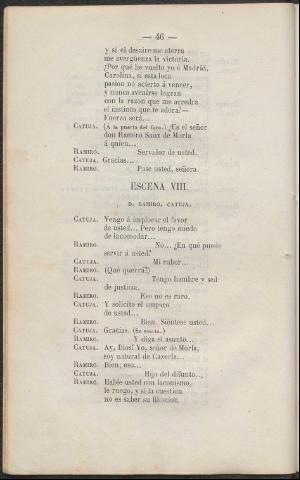 — 46 —
y si el desaire me aterra
me avergüenza la victoria.
¿Por qué he vuelto yo á Madrid,
Carolina, si esta loca
pasion no acierto á vencer,
y nunca avenirse logran
con la razon que me arredra
el instinto que te adora?—
Fuerza será...
CATUJA. (Á la puerta del foro.) ¿Es el señor
don Ramiro Sanz de Morla
á quien...
RAMIRO. Servidor de usted.
CATUJA. Gracias...
RAMIRO. Pase usted, señora.
ESCENA VIII.
D. RAMIRO, CATUJA.
CATUJA. Vengo á implorar el favor
de usted... Pero tengo miedo
de incomodar...
RAMIRO. No... ¿En qué puedo
servir á usted?
CATUJA. Mi rubor...
RAMIRO. (Qué querrá?)
CATUJA. Tengo hambre y sed
de justicia.
RAMIRO. Eso no es raro.
CATUJA. Y solicito el amparo
de usted...
RAMIRO. Bien. Siéntese usted...
CATUJA. Gracias. (Se sienta.)
RAMIRO. Y diga el asunto...
CATUJA. Ay, Dios! Yo, señor de Morla,
soy natural de Cazorla...
RAMIRO. Bien; eso...
CATUJA. Hija del difunto...
RAMIRO. Hable usted con laconismo,
le ruego, y si la cuestion
no es saber su filiacion